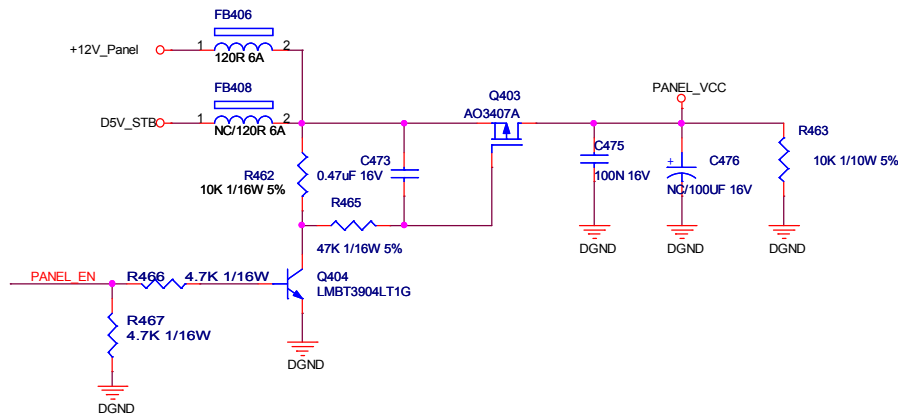 FB406
+12V_Panel
1
2
120R 6A
FB408
D5V_STB
1
2
NC/120R 6A
Q403
AO3407A
PANEL_VCC
R462
10K 1/16W 5%
C473
0.47uF 16V
C475
100N 16V
C476
+
NC/100UF 16V
R463
10K 1/10W 5%
R465
47K 1/16W 5%
DGND
DGND
DGND
PANEL_EN
R466
4.7K 1/16W
Q404
LMBT3904LT1G
R467
4.7K 1/16W
DGND
DGND